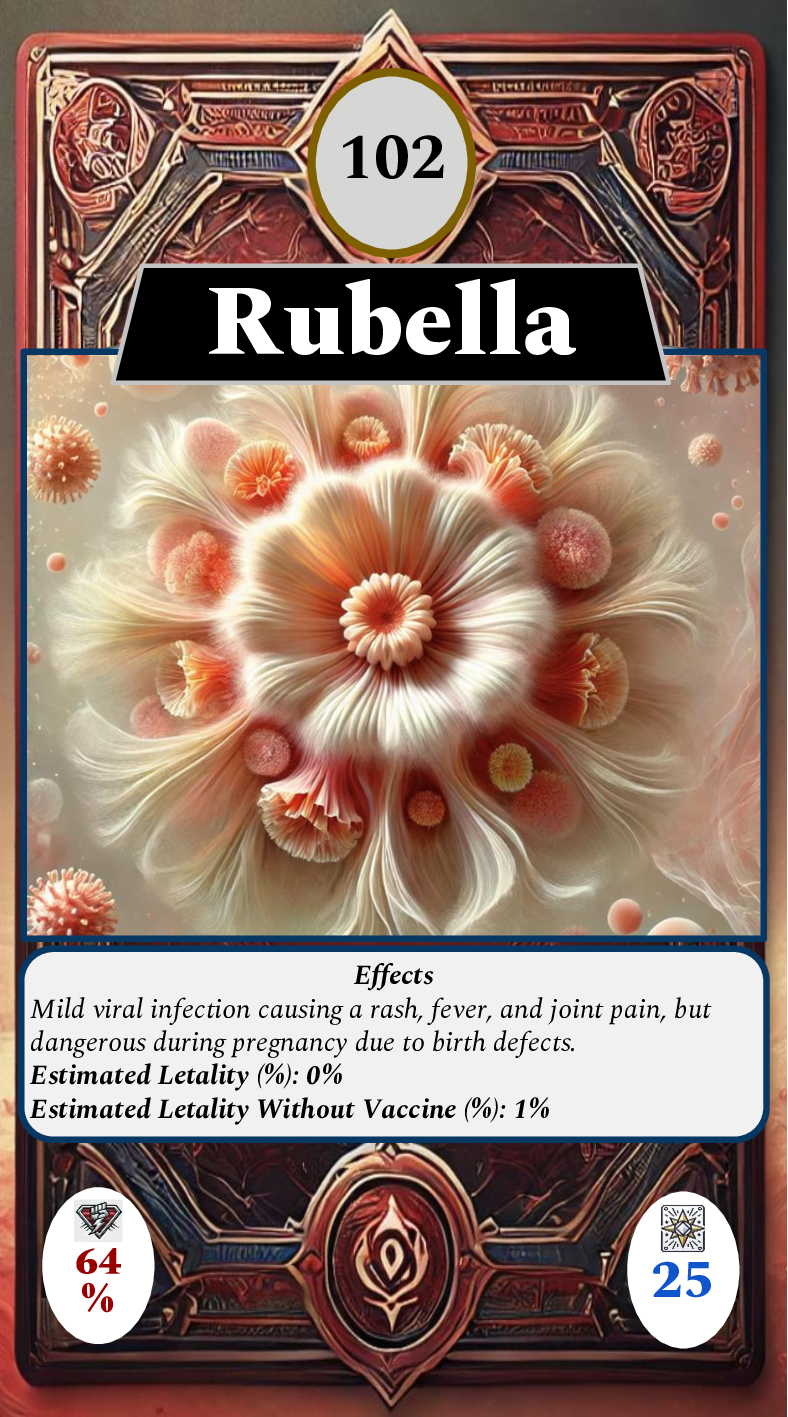 102
Rubella
Effects
Mild viral infection causing a rash, fever, and joint pain, but
dangerous during pregnancy due to birth defects.
Estimated Letality (%): 0%
Estimated Letality Without Vaccine (%): 1%
64
%
25